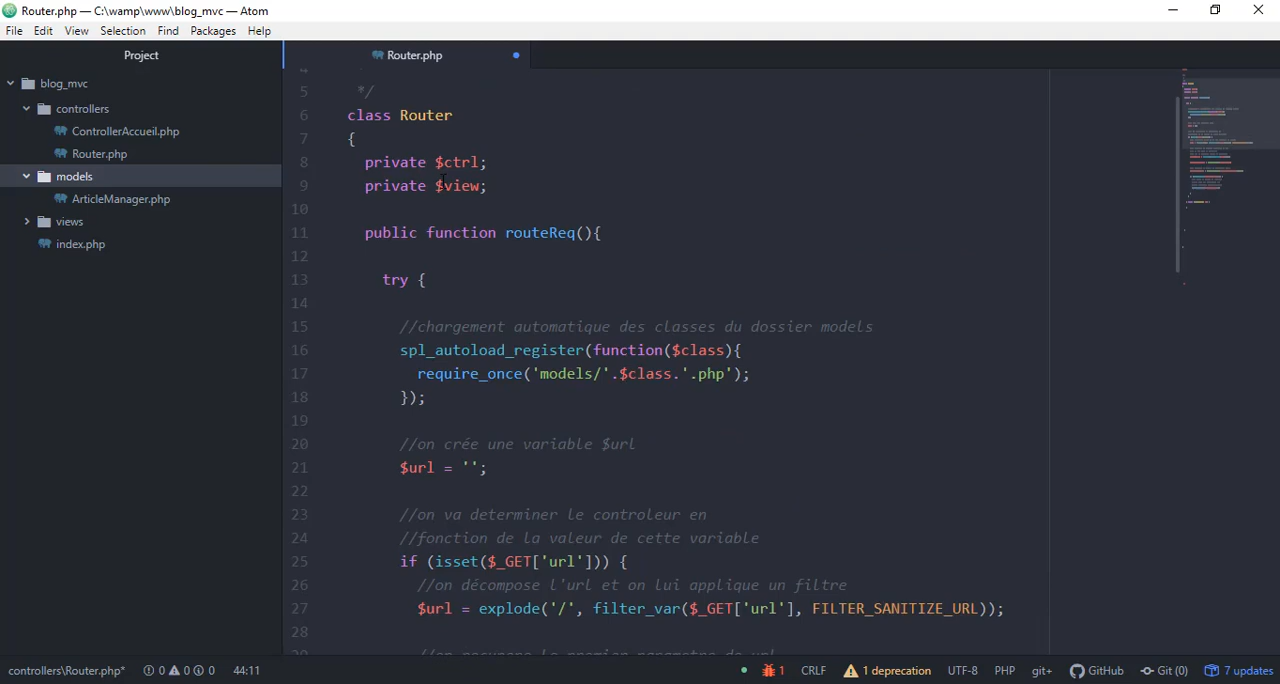 Router.php — C:\wamp\www\blog_mvc — Atom
File Edit View Selection Find Packages Help
Project
Router.php
blog_mvc
controllers
ControllerAccueil.php
Router.php
models
ArticleManager.php
views
index.php
5 */
6 class Router
7 {
8 private $ctrl;
9 private $view;
10
11 public function routeReq(){
12
13 try {
14
15 //chargement automatique des classes du dossier models
16 spl_autoload_register(function($class){
17 require_once('models/'.$class.'.php');
18 });
19
20 //on crée une variable $url
21 $url = '';
22
23 //on va determiner le controleur en
24 //fonction de la valeur de cette variable
25 if (isset($_GET['url'])) {
26 //on décompose l'url et on lui applique un filtre
27 $url = explode('/', filter_var($_GET['url'], FILTER_SANITIZE_URL));
28
controllers\Router.php* 0 0 0 44:11 1 CRLF 1 deprecation UTF-8 PHP git+ GitHub Git (0) 7 updates